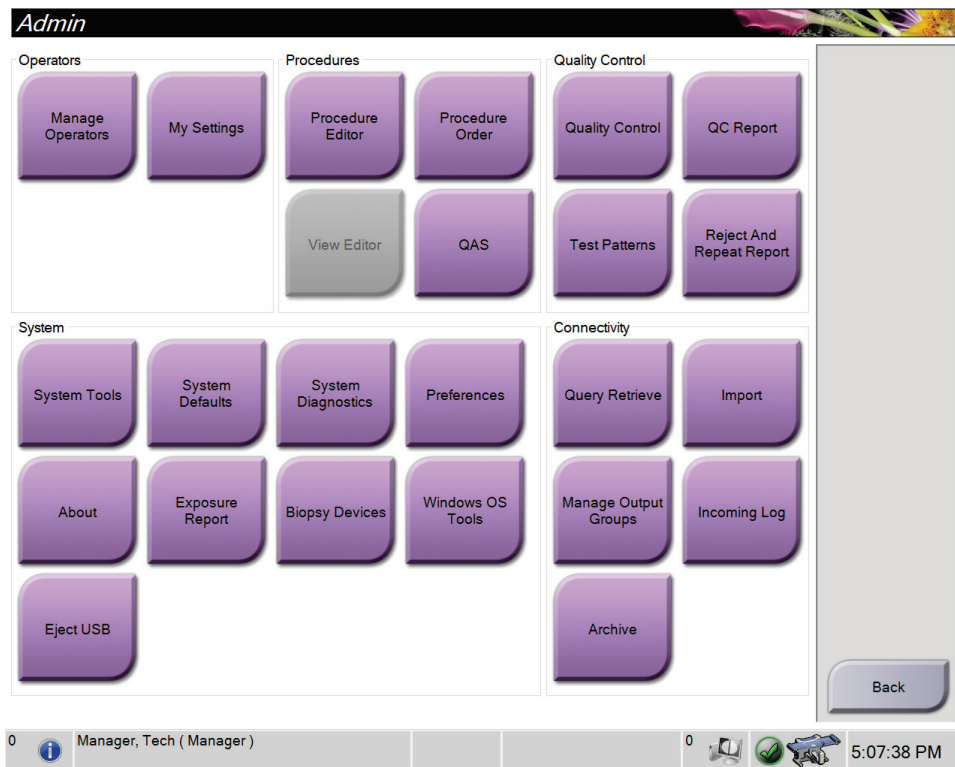 Admin
Operators
Manage
Operators
My Settings
Procedures
Procedure
Editor
Procedure
Order
View Editor
QAS
Quality Control
Quality Control
QC Report
Test Patterns
Reject And
Repeat Report
System
System Tools
System
Defaults
System
Diagnostics
Preferences
About
Exposure
Report
Biopsy Devices
Windows OS
Tools
Eject USB
Connectivity
Query Retrieve
Import
Manage Output
Groups
Incoming Log
Archive
Back
0
Manager, Tech ( Manager )
0
5:07:38 PM